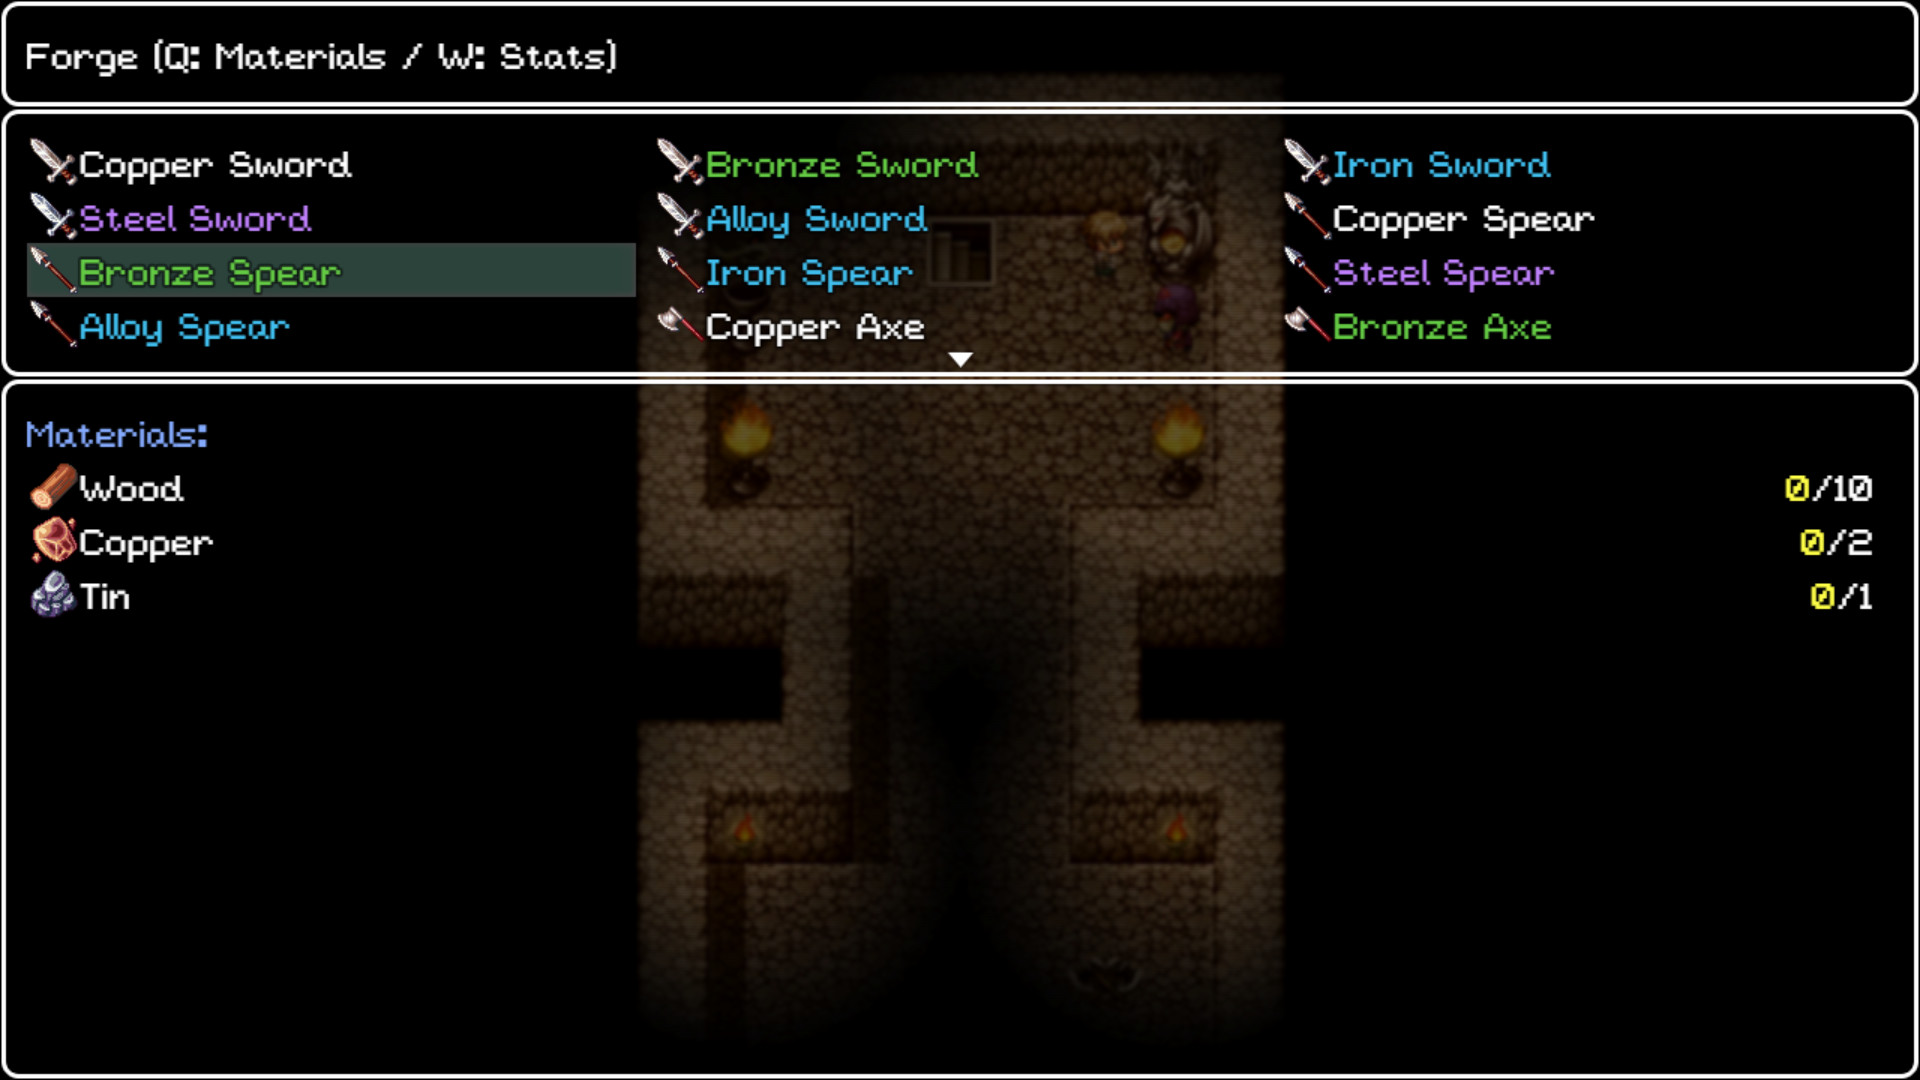 Forge (Q: Materials / W: Stats)
Copper Sword Bronze Sword Iron Sword
Steel Sword Alloy Sword Copper Spear
Bronze Spear Iron Spear Steel Spear
Alloy Spear Copper Axe Bronze Axe
Materials:
Wood 0/10
Copper 0/2
Tin 0/1